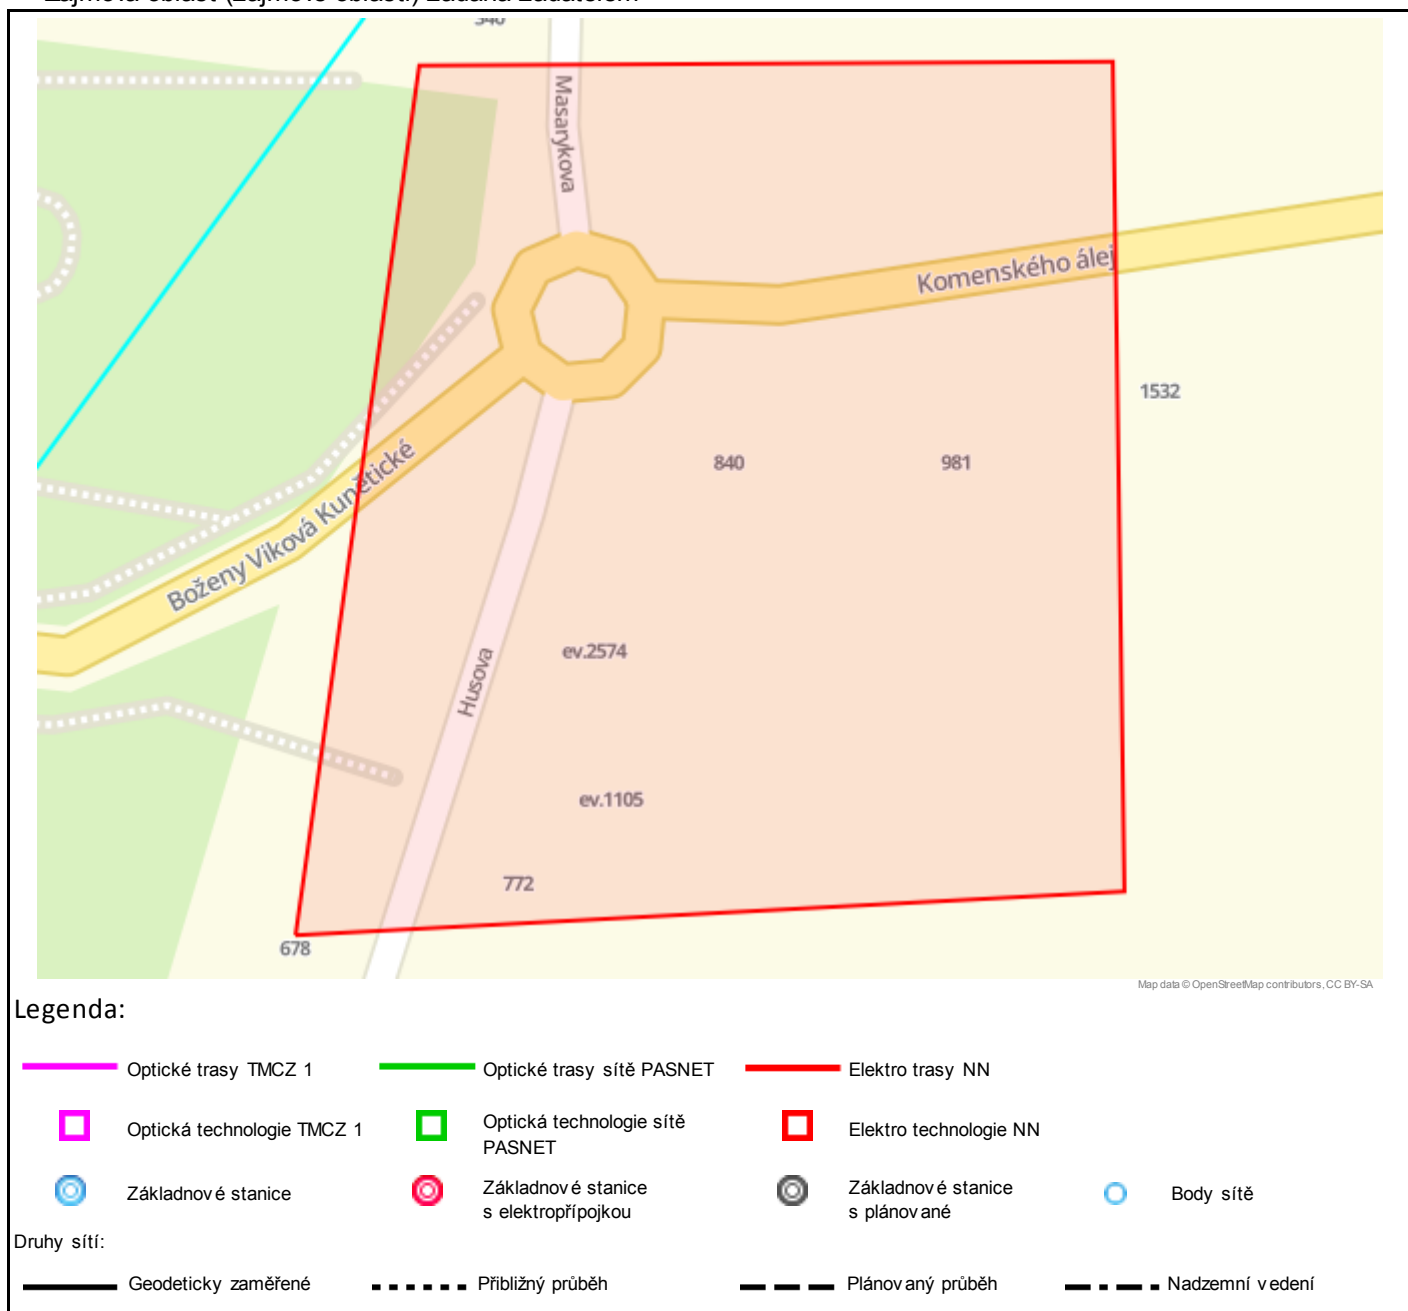 340
Masarykova
Komenského álej
1532
840
981
Boženy Víková Kunětické
ev.2574
Husova
ev.1105
772
678
Map data © OpenStreetMap contributors, CC BY-SA
Legenda:
Optické trasy TMCZ 1
Optické trasy sítě PASNET
Elektro trasy NN
Optická technologie TMCZ 1
Optická technologie sítě
PASNET
Elektro technologie NN
Základnové stanice
Základnové stanice
s elektropřípojkou
Základnové stanice
s plánované
Body sítě
Druhy sítí:
Geodeticky zaměřené
Přibližný průběh
Plánovaný průběh
Nadzemní vedení